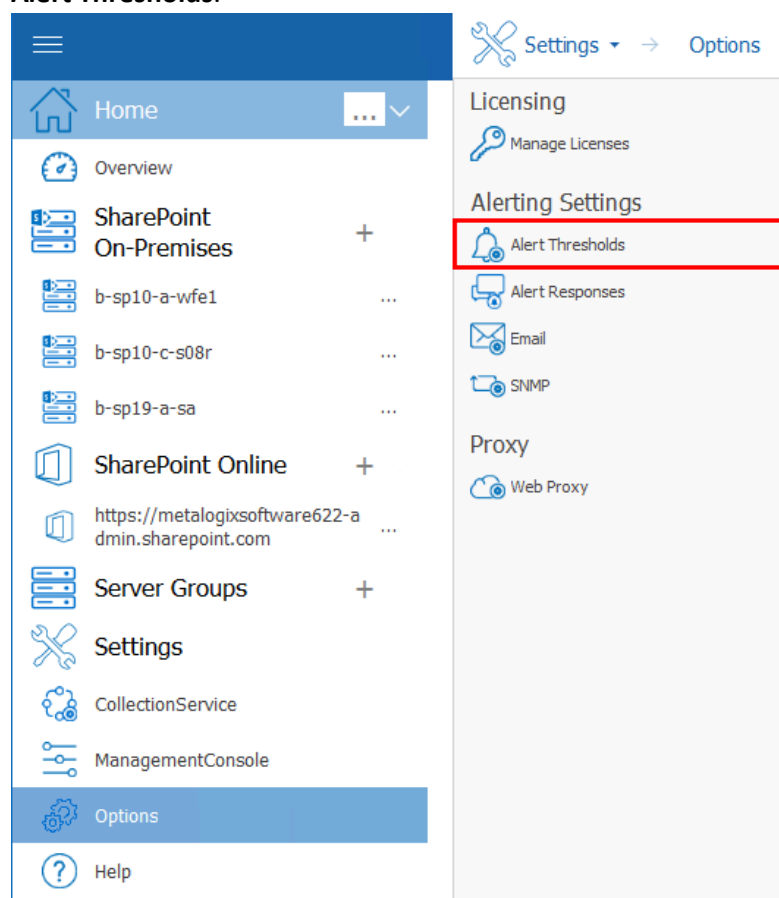 Alert Thresholds.
Settings
Options
Home
...
Overview
SharePoint
On-Premises
+
b-sp10-a-wfe1
...
b-sp10-c-s08r
...
b-sp19-a-sa
...
SharePoint Online
+
https://metalogixsoftware622-a
dmin.sharepoint.com
...
Server Groups
+
Settings
CollectionService
ManagementConsole
Options
Help
Licensing
Manage Licenses
Alerting Settings
Alert Thresholds
Alert Responses
Email
SNMP
Proxy
Web Proxy